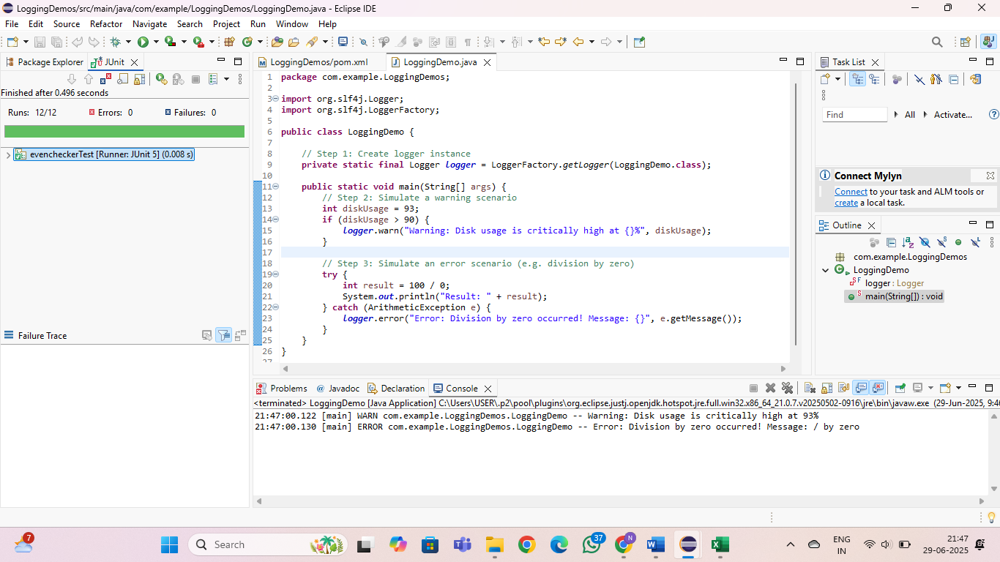 LoggingDemos/src/main/java/com/example/LoggingDemos/LoggingDemo.java - Eclipse IDE
File Edit Source Refactor Navigate Search Project Run Window Help
Package Explorer JUnit
Finished after 0.496 seconds
Runs: 12/12 Errors: 0 Failures: 0
evencheckerTest [Runner: JUnit 5] (0.008 s)
Failure Trace
LoggingDemos/pom.xml LoggingDemo.java
1 package com.example.LoggingDemos;
2
3 import org.slf4j.Logger;
4 import org.slf4j.LoggerFactory;
5
6 public class LoggingDemo {
7
8 // Step 1: Create logger instance
9 private static final Logger logger = LoggerFactory.getLogger(LoggingDemo.class);
10
11 public static void main(String[] args) {
12 // Step 2: Simulate a warning scenario
13 int diskUsage = 93;
14 if (diskUsage > 90) {
15 logger.warn("Warning: Disk usage is critically high at {}%", diskUsage);
16 }
17
18 // Step 3: Simulate an error scenario (e.g. division by zero)
19 try {
20 int result = 100 / 0;
21 System.out.println("Result: " + result);
22 } catch (ArithmeticException e) {
23 logger.error("Error: Division by zero occurred! Message: {}", e.getMessage());
24 }
25 }
26 }
27
Task List
Find All Activate...
Connect Mylyn
Connect to your task and ALM tools or
create a local task.
Outline
com.example.LoggingDemos
LoggingDemo
logger : Logger
main(String[]) : void
Problems Javadoc Declaration Console
<terminated> LoggingDemo [Java Application] C:\Users\USER\.p2\pool\plugins\org.eclipse.justj.openjdk.hotspot.jre.full.win32.x86_64_21.0.7.v20250502-0916\jre\bin\javaw.exe (29-Jun-2025, 9:46
21:47:00.122 [main] WARN com.example.LoggingDemos.LoggingDemo -- Warning: Disk usage is critically high at 93%
21:47:00.130 [main] ERROR com.example.LoggingDemos.LoggingDemo -- Error: Division by zero occurred! Message: / by zero
7
Search
37
N
ENG
IN
21:47
29-06-2025